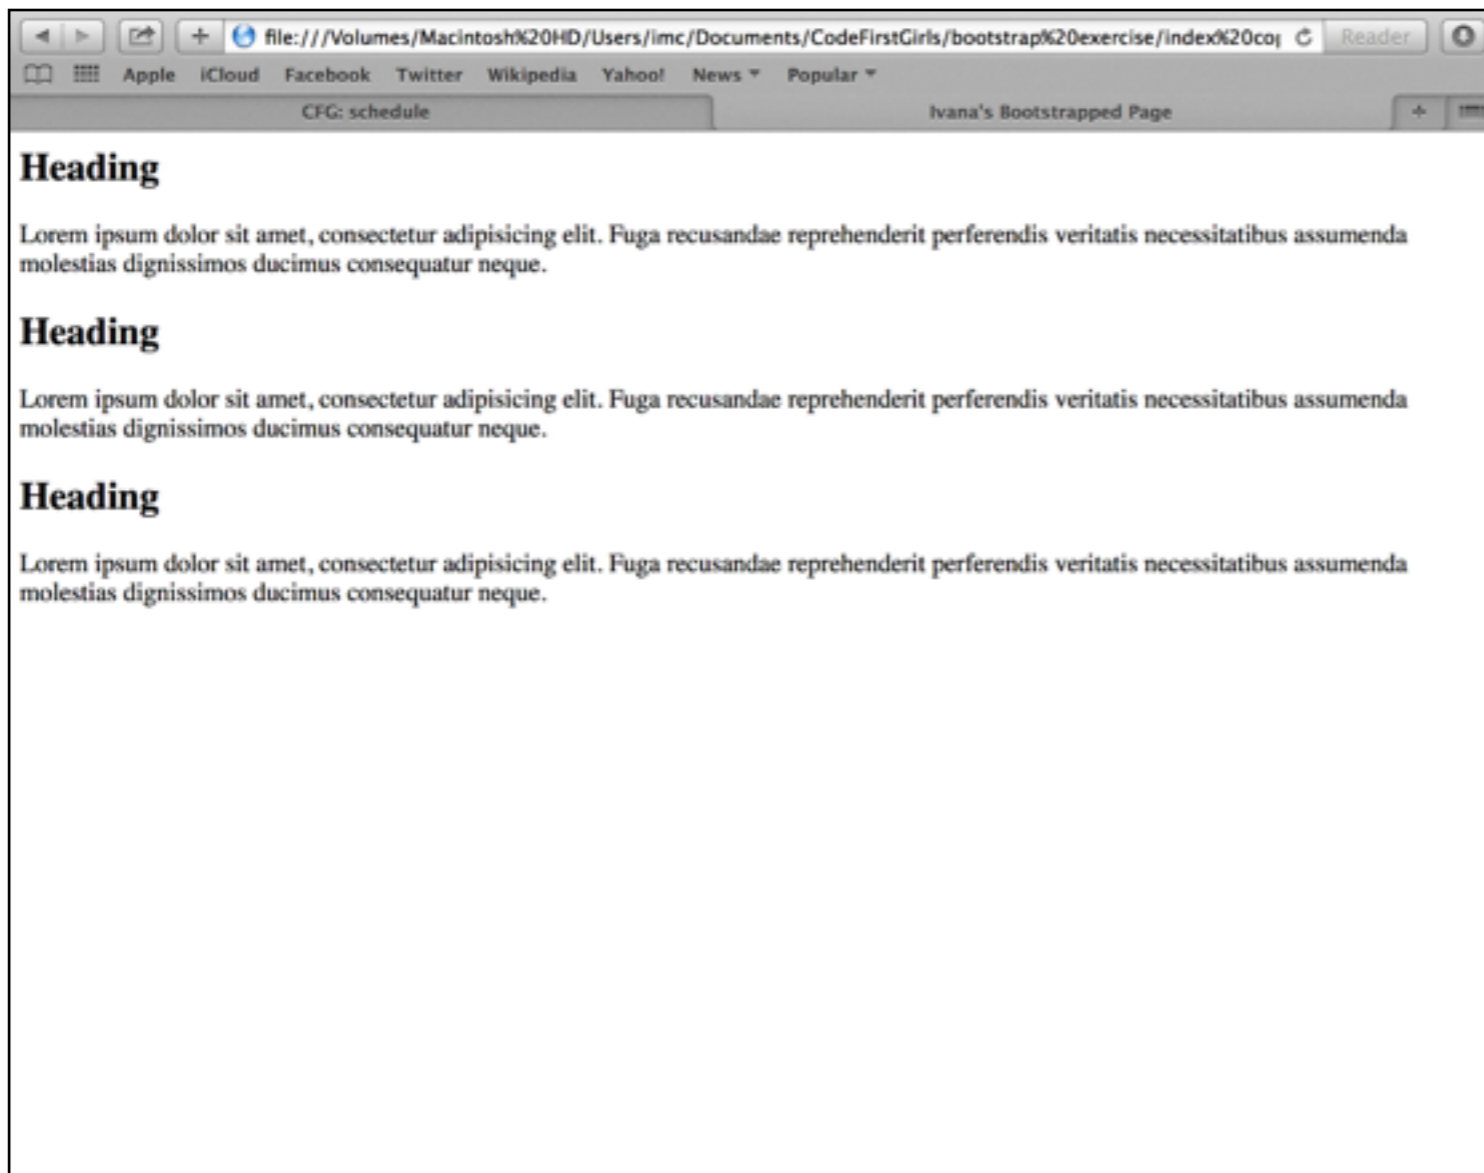 file:///Volumes/Macintosh%20HD/Users/imc/Documents/CodeFirstGirls/bootstrap%20exercise/index%20co Reader
Apple iCloud Facebook Twitter Wikipedia Yahoo! News Popular
CFG: schedule Ivana's Bootstrapped Page
Heading
Lorem ipsum dolor sit amet, consectetur adipisicing elit. Fuga recusandae reprehenderit perferendis veritatis necessitatibus assumenda
molestias dignissimos ducimus consequatur neque.
Heading
Lorem ipsum dolor sit amet, consectetur adipisicing elit. Fuga recusandae reprehenderit perferendis veritatis necessitatibus assumenda
molestias dignissimos ducimus consequatur neque.
Heading
Lorem ipsum dolor sit amet, consectetur adipisicing elit. Fuga recusandae reprehenderit perferendis veritatis necessitatibus assumenda
molestias dignissimos ducimus consequatur neque.